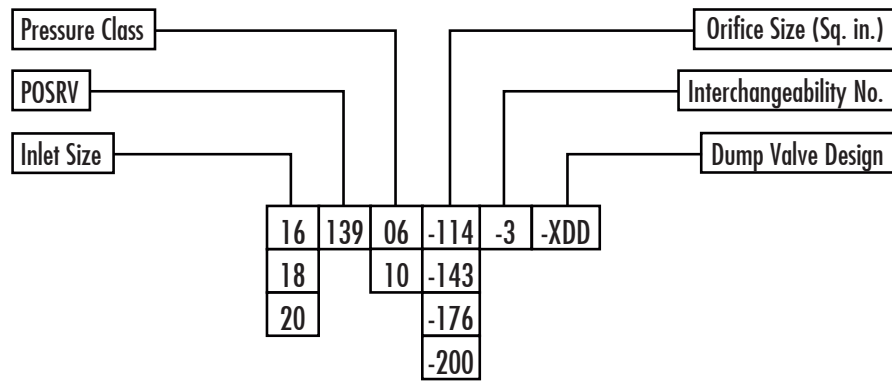 Pressure Class Orifice Size (Sq. in.)
POSRV Interchangeability No.
Inlet Size Dump Valve Design
16 139 06 -114 -3 -XDD
18 10 -143
20 -176
-200